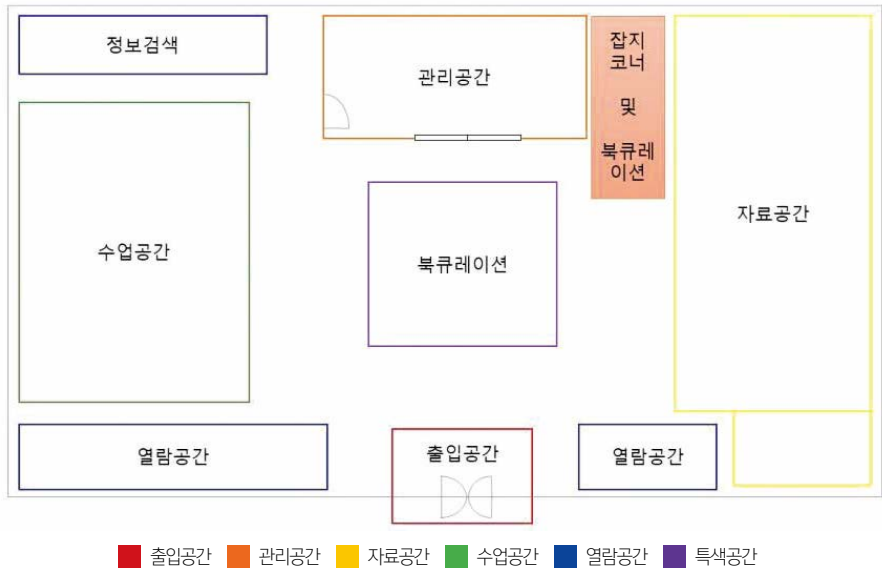 정보검색
관리공간
잡지
코너
및
북큐레
이션
자료공간
수업공간
북큐레이션
열람공간
출입공간
열람공간
출입공간 관리공간 자료공간 수업공간 열람공간 특색공간